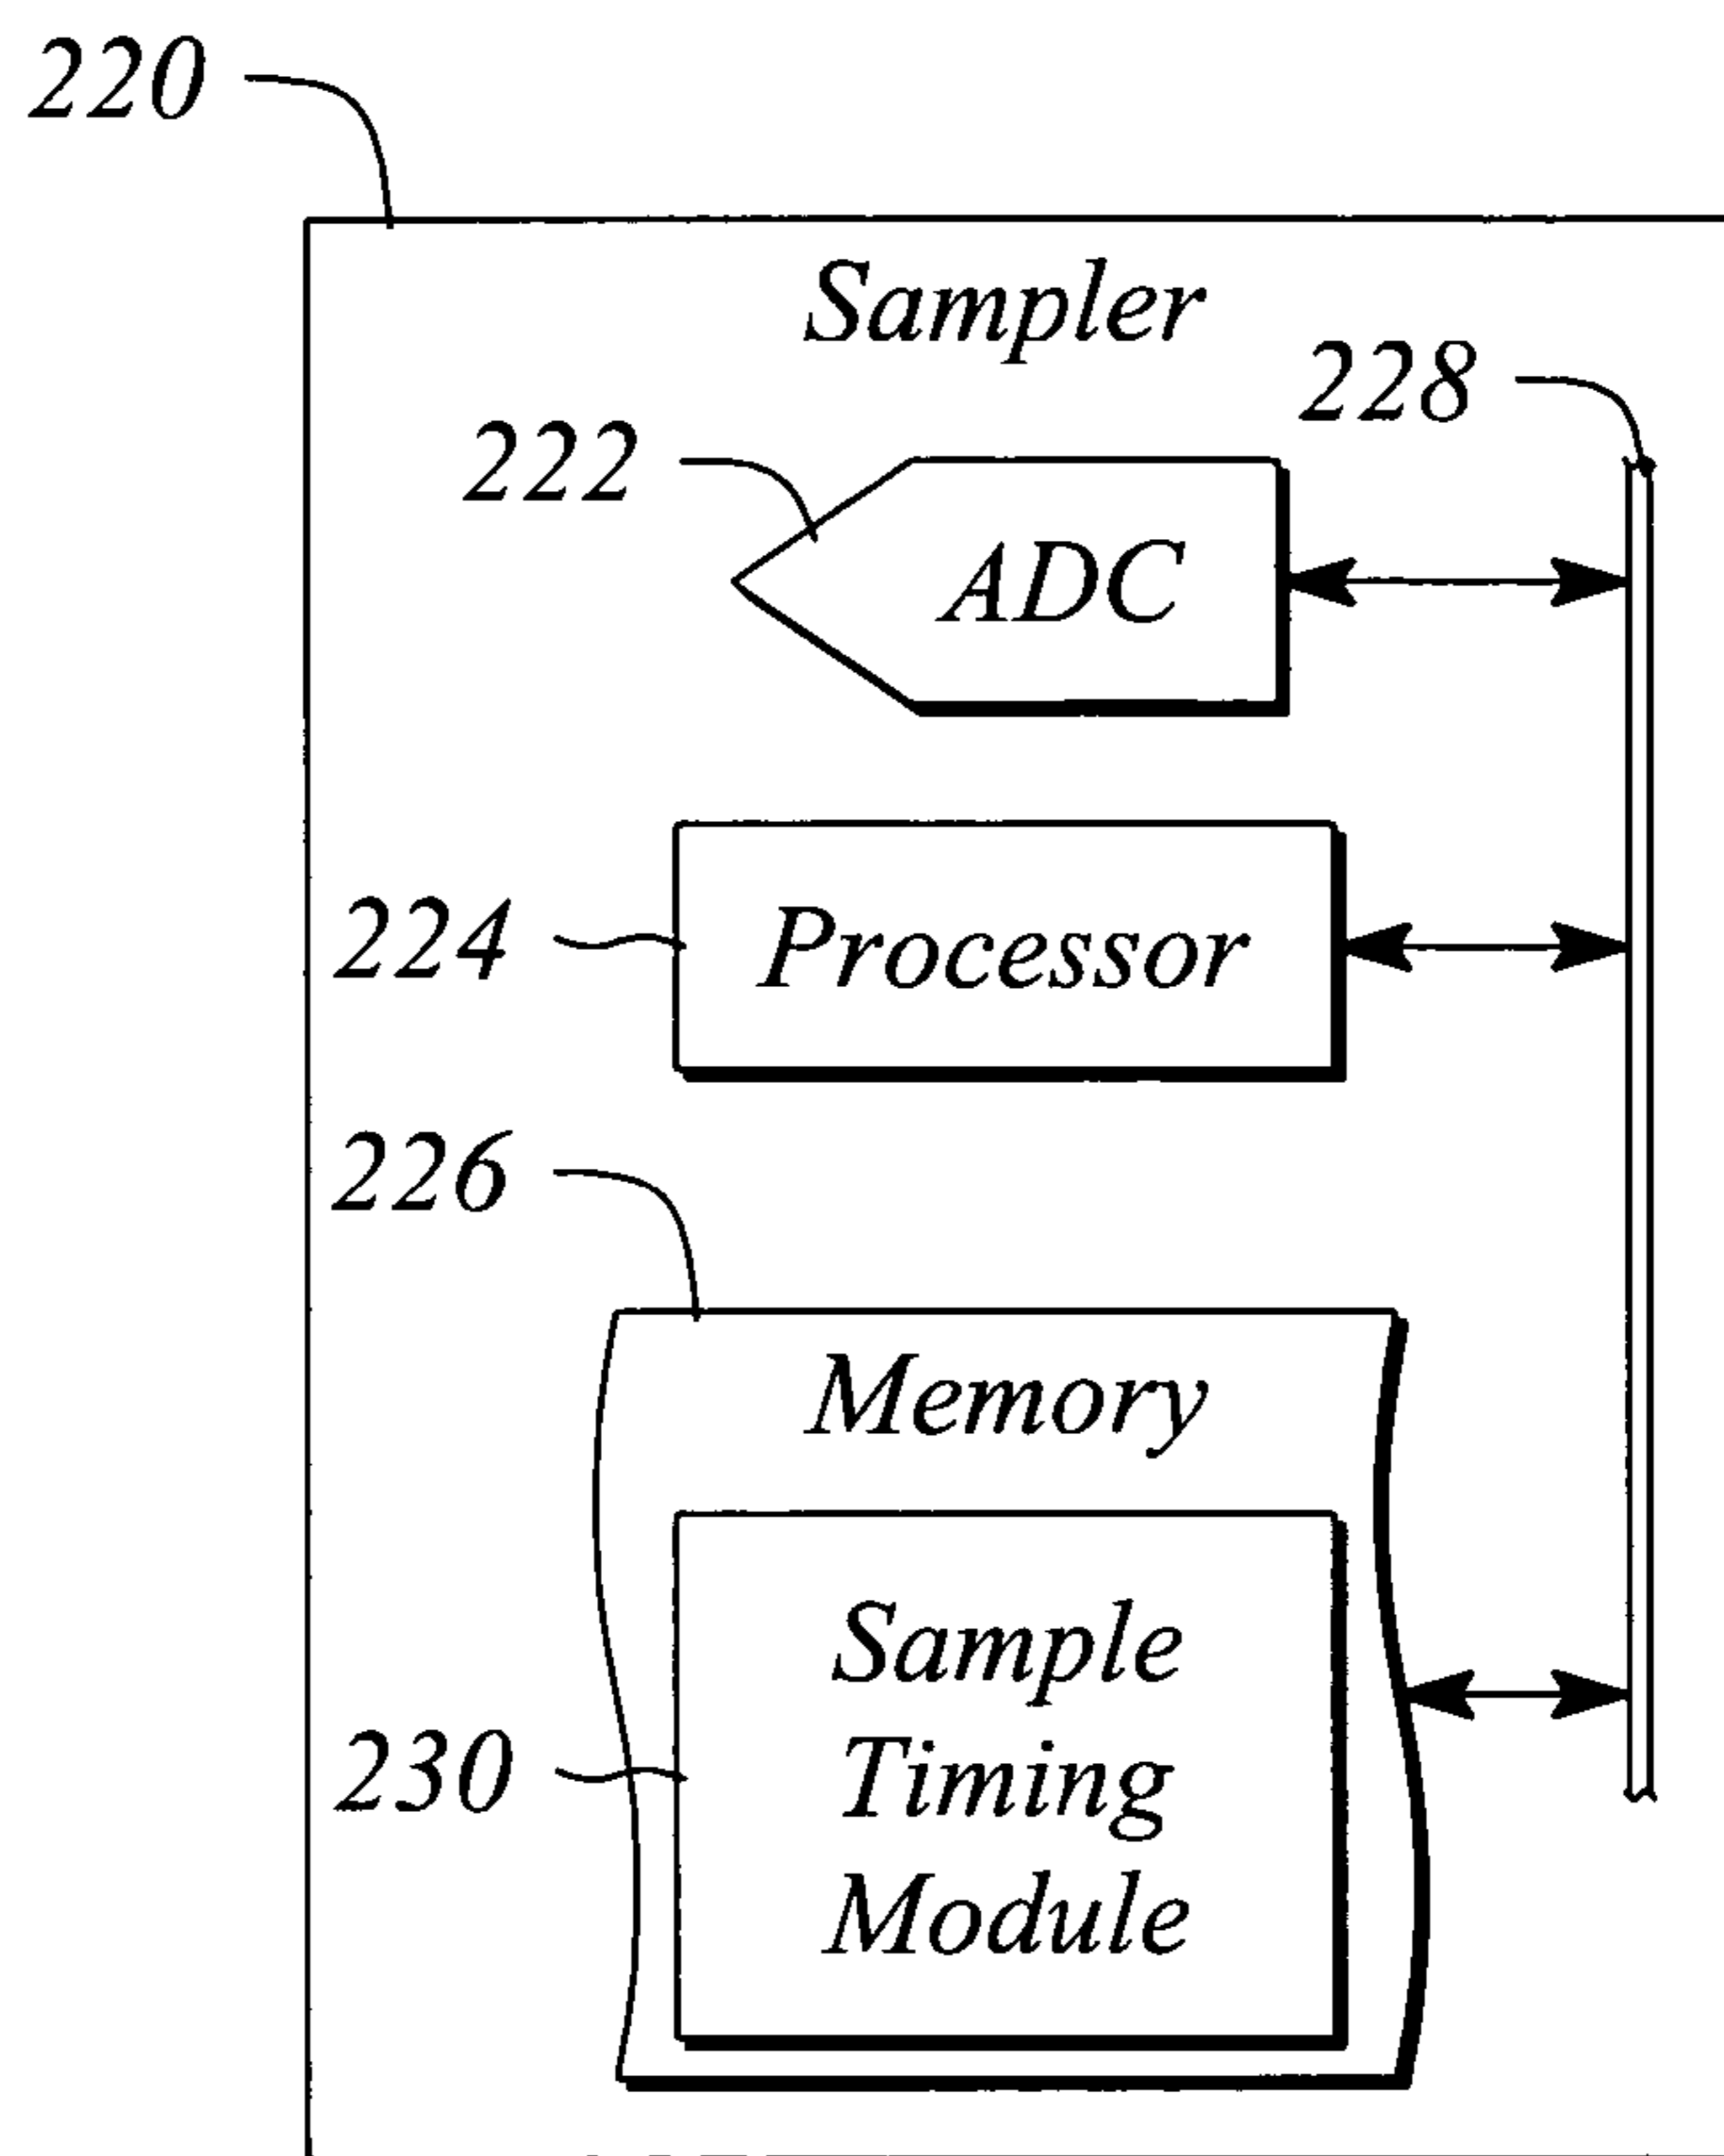 220
Sampler
228
222
ADC
224
Processor
226
Memory
Sample
Timing
Module
230